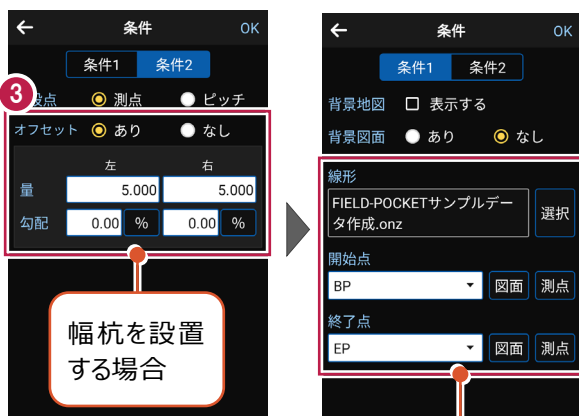 条件
OK
条件1
条件2
3
設点
測点
ピッチ
オフセット
あり
なし
左
右
量
5.000
5.000
勾配
0.00
%
0.00
%
幅杭を設置
する場合
条件
OK
条件1
条件2
背景地図
表示する
背景図面
あり
なし
線形
FIELD-POCKETサンプルデー
タ作成.onz
選択
開始点
BP
図面
測点
終了点
EP
図面
測点